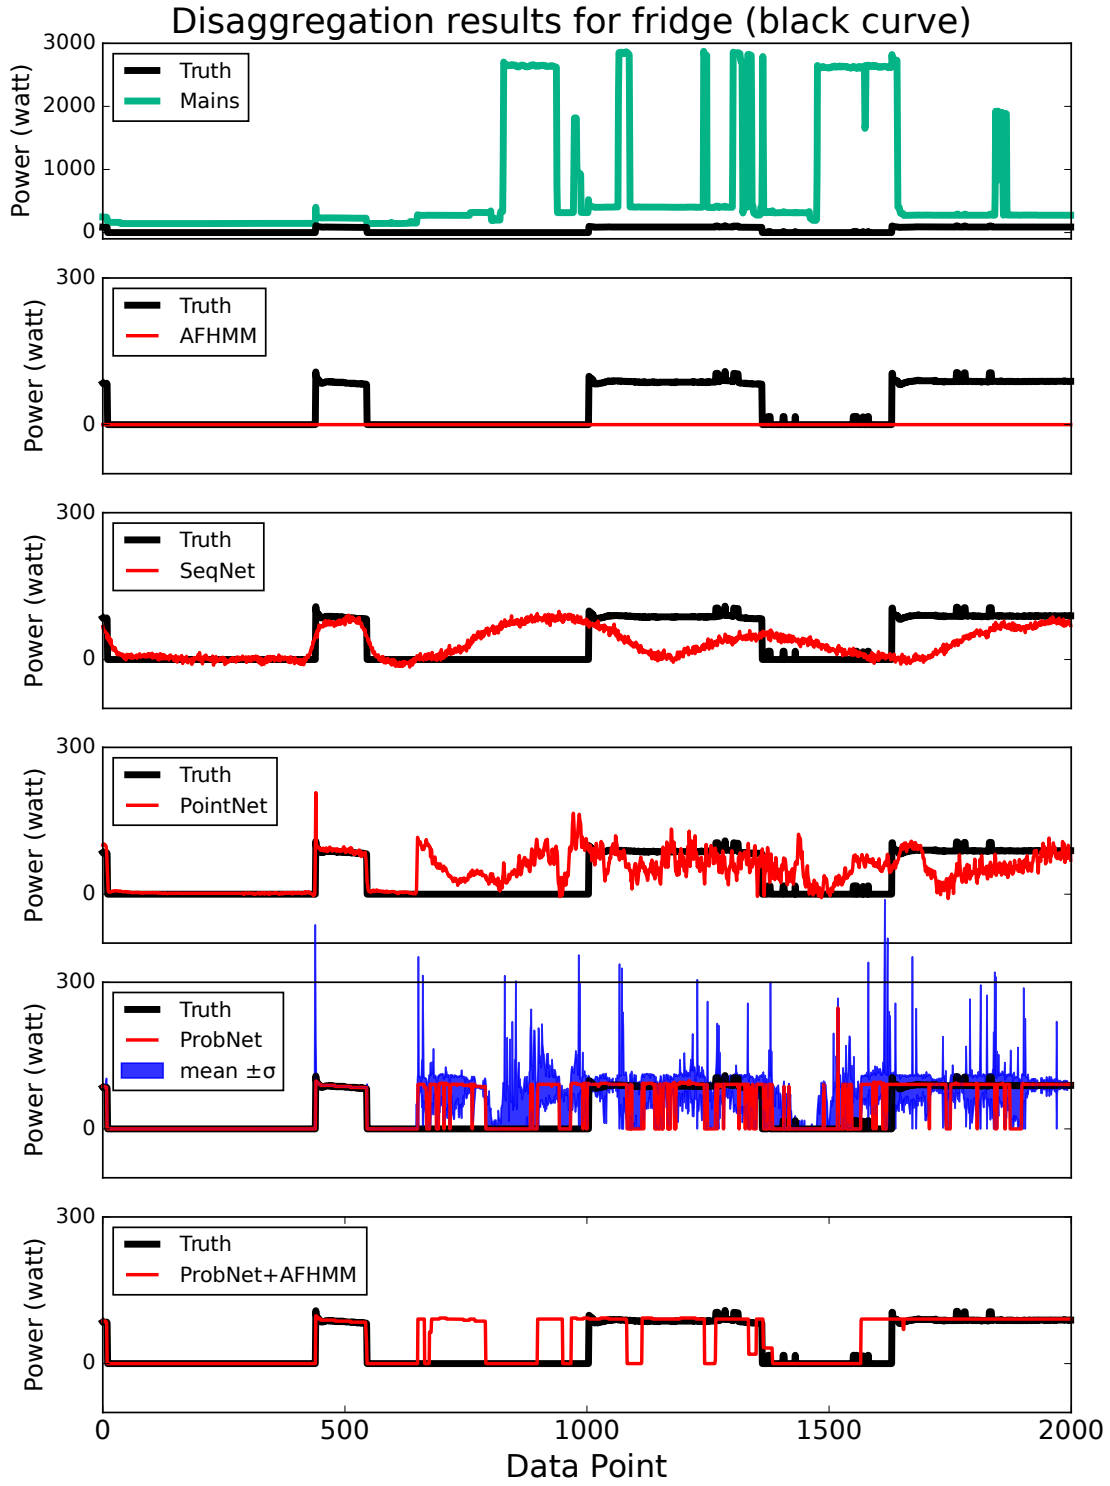 Disaggregation results for fridge (black curve)
3000
2000
1000
0
Power (watt)
Truth
Mains
300
0
Power (watt)
Truth
AFHMM
300
0
Power (watt)
Truth
SeqNet
300
0
Power (watt)
Truth
PointNet
300
0
Power (watt)
Truth
ProbNet
mean ±σ
300
0
Power (watt)
Truth
ProbNet+AFHMM
0 500 1000 1500 2000
Data Point